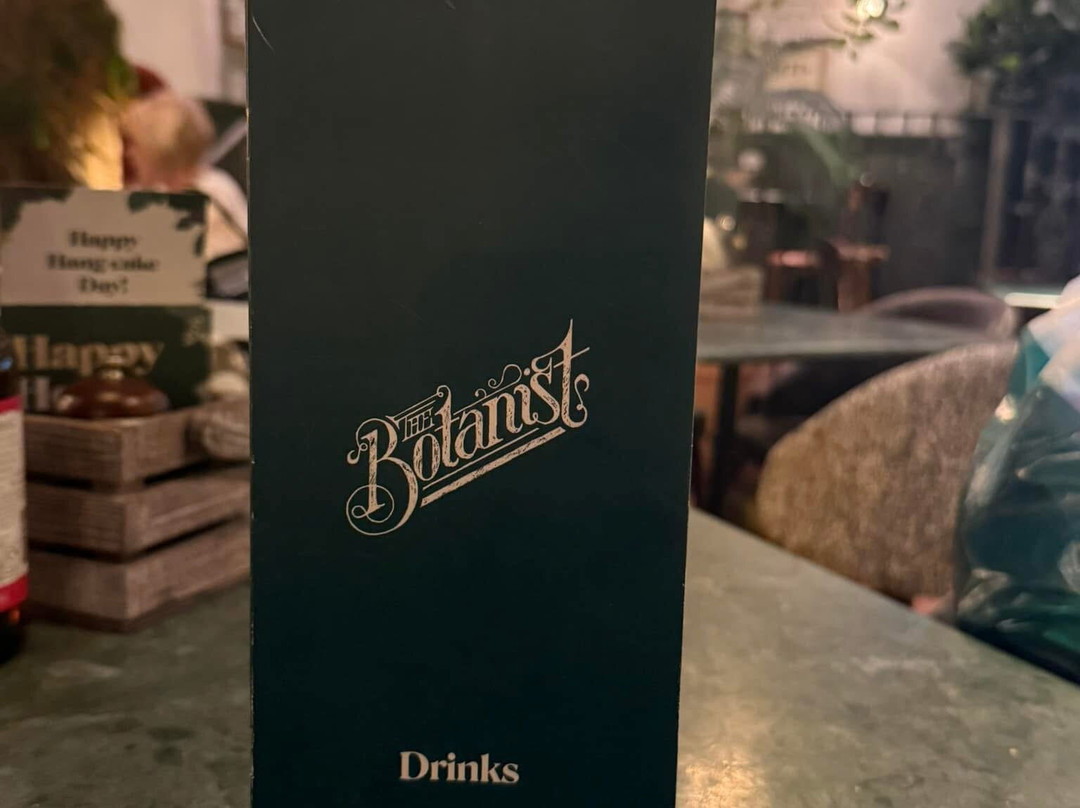 Happy
Hang-cake
Day!
Happy
THE
Botanist
Drinks